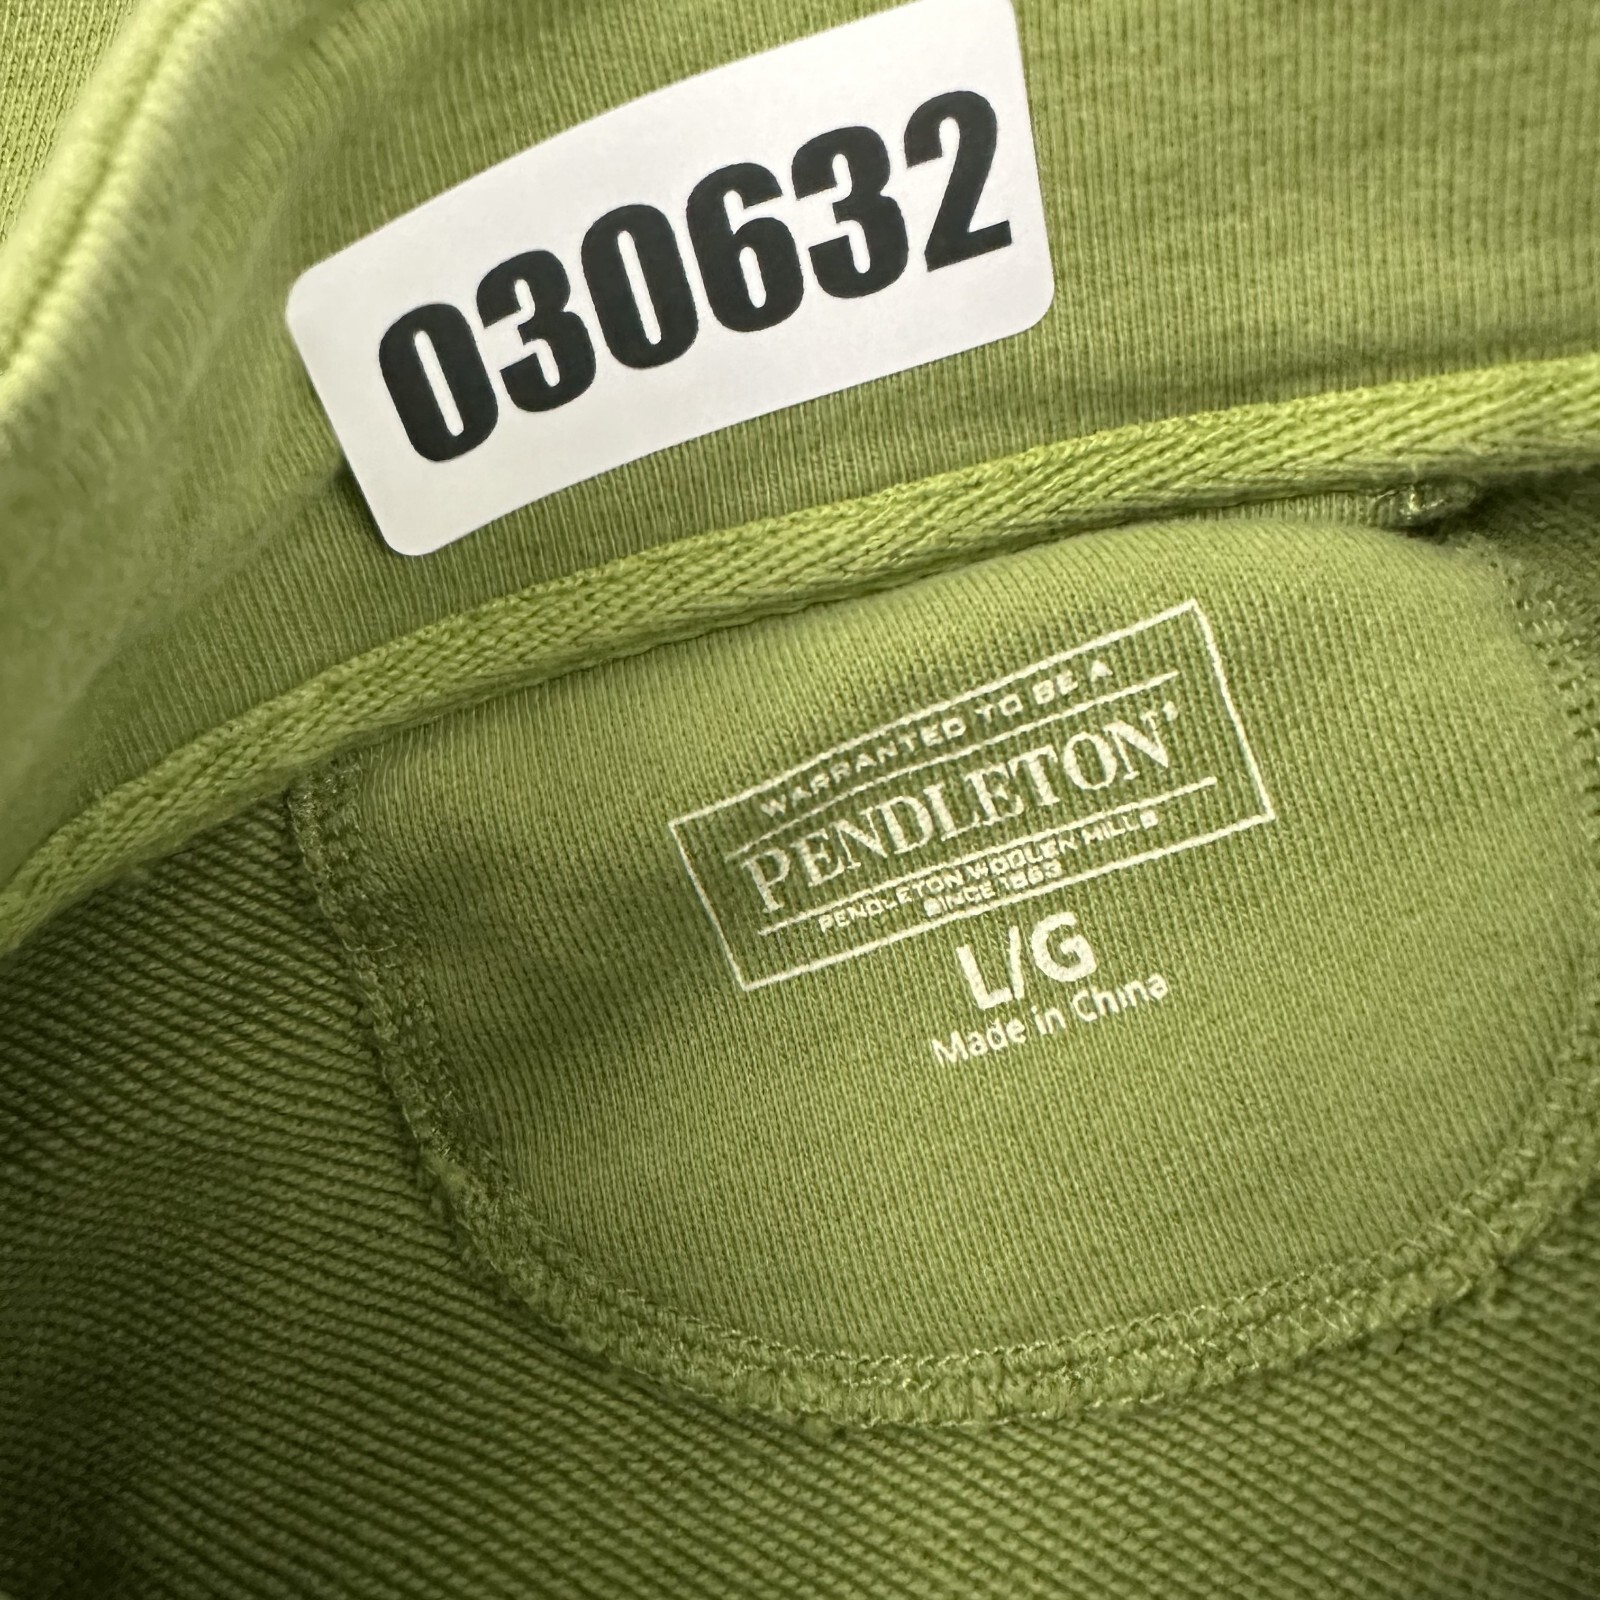 030632
WARRANTED TO BE A
PENDLETON®
PENDLETON WOOLEN MILLS
SINCE 1863
L/G
Made in China